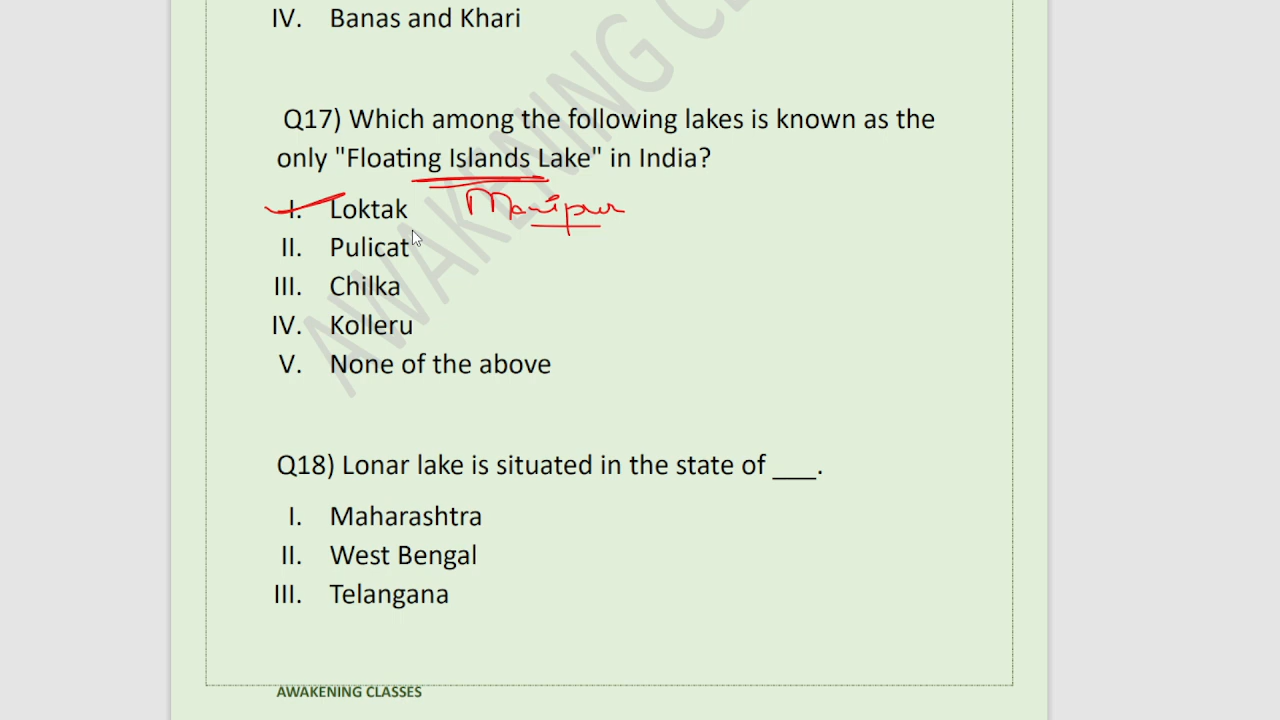 IV. Banas and Khari
Q17) Which among the following lakes is known as the
only "Floating Islands Lake" in India?
I. Loktak Manipur
II. Pulicat
III. Chilka
IV. Kolleru
V. None of the above
Q18) Lonar lake is situated in the state of ___.
I. Maharashtra
II. West Bengal
III. Telangana
AWAKENING CLASSES